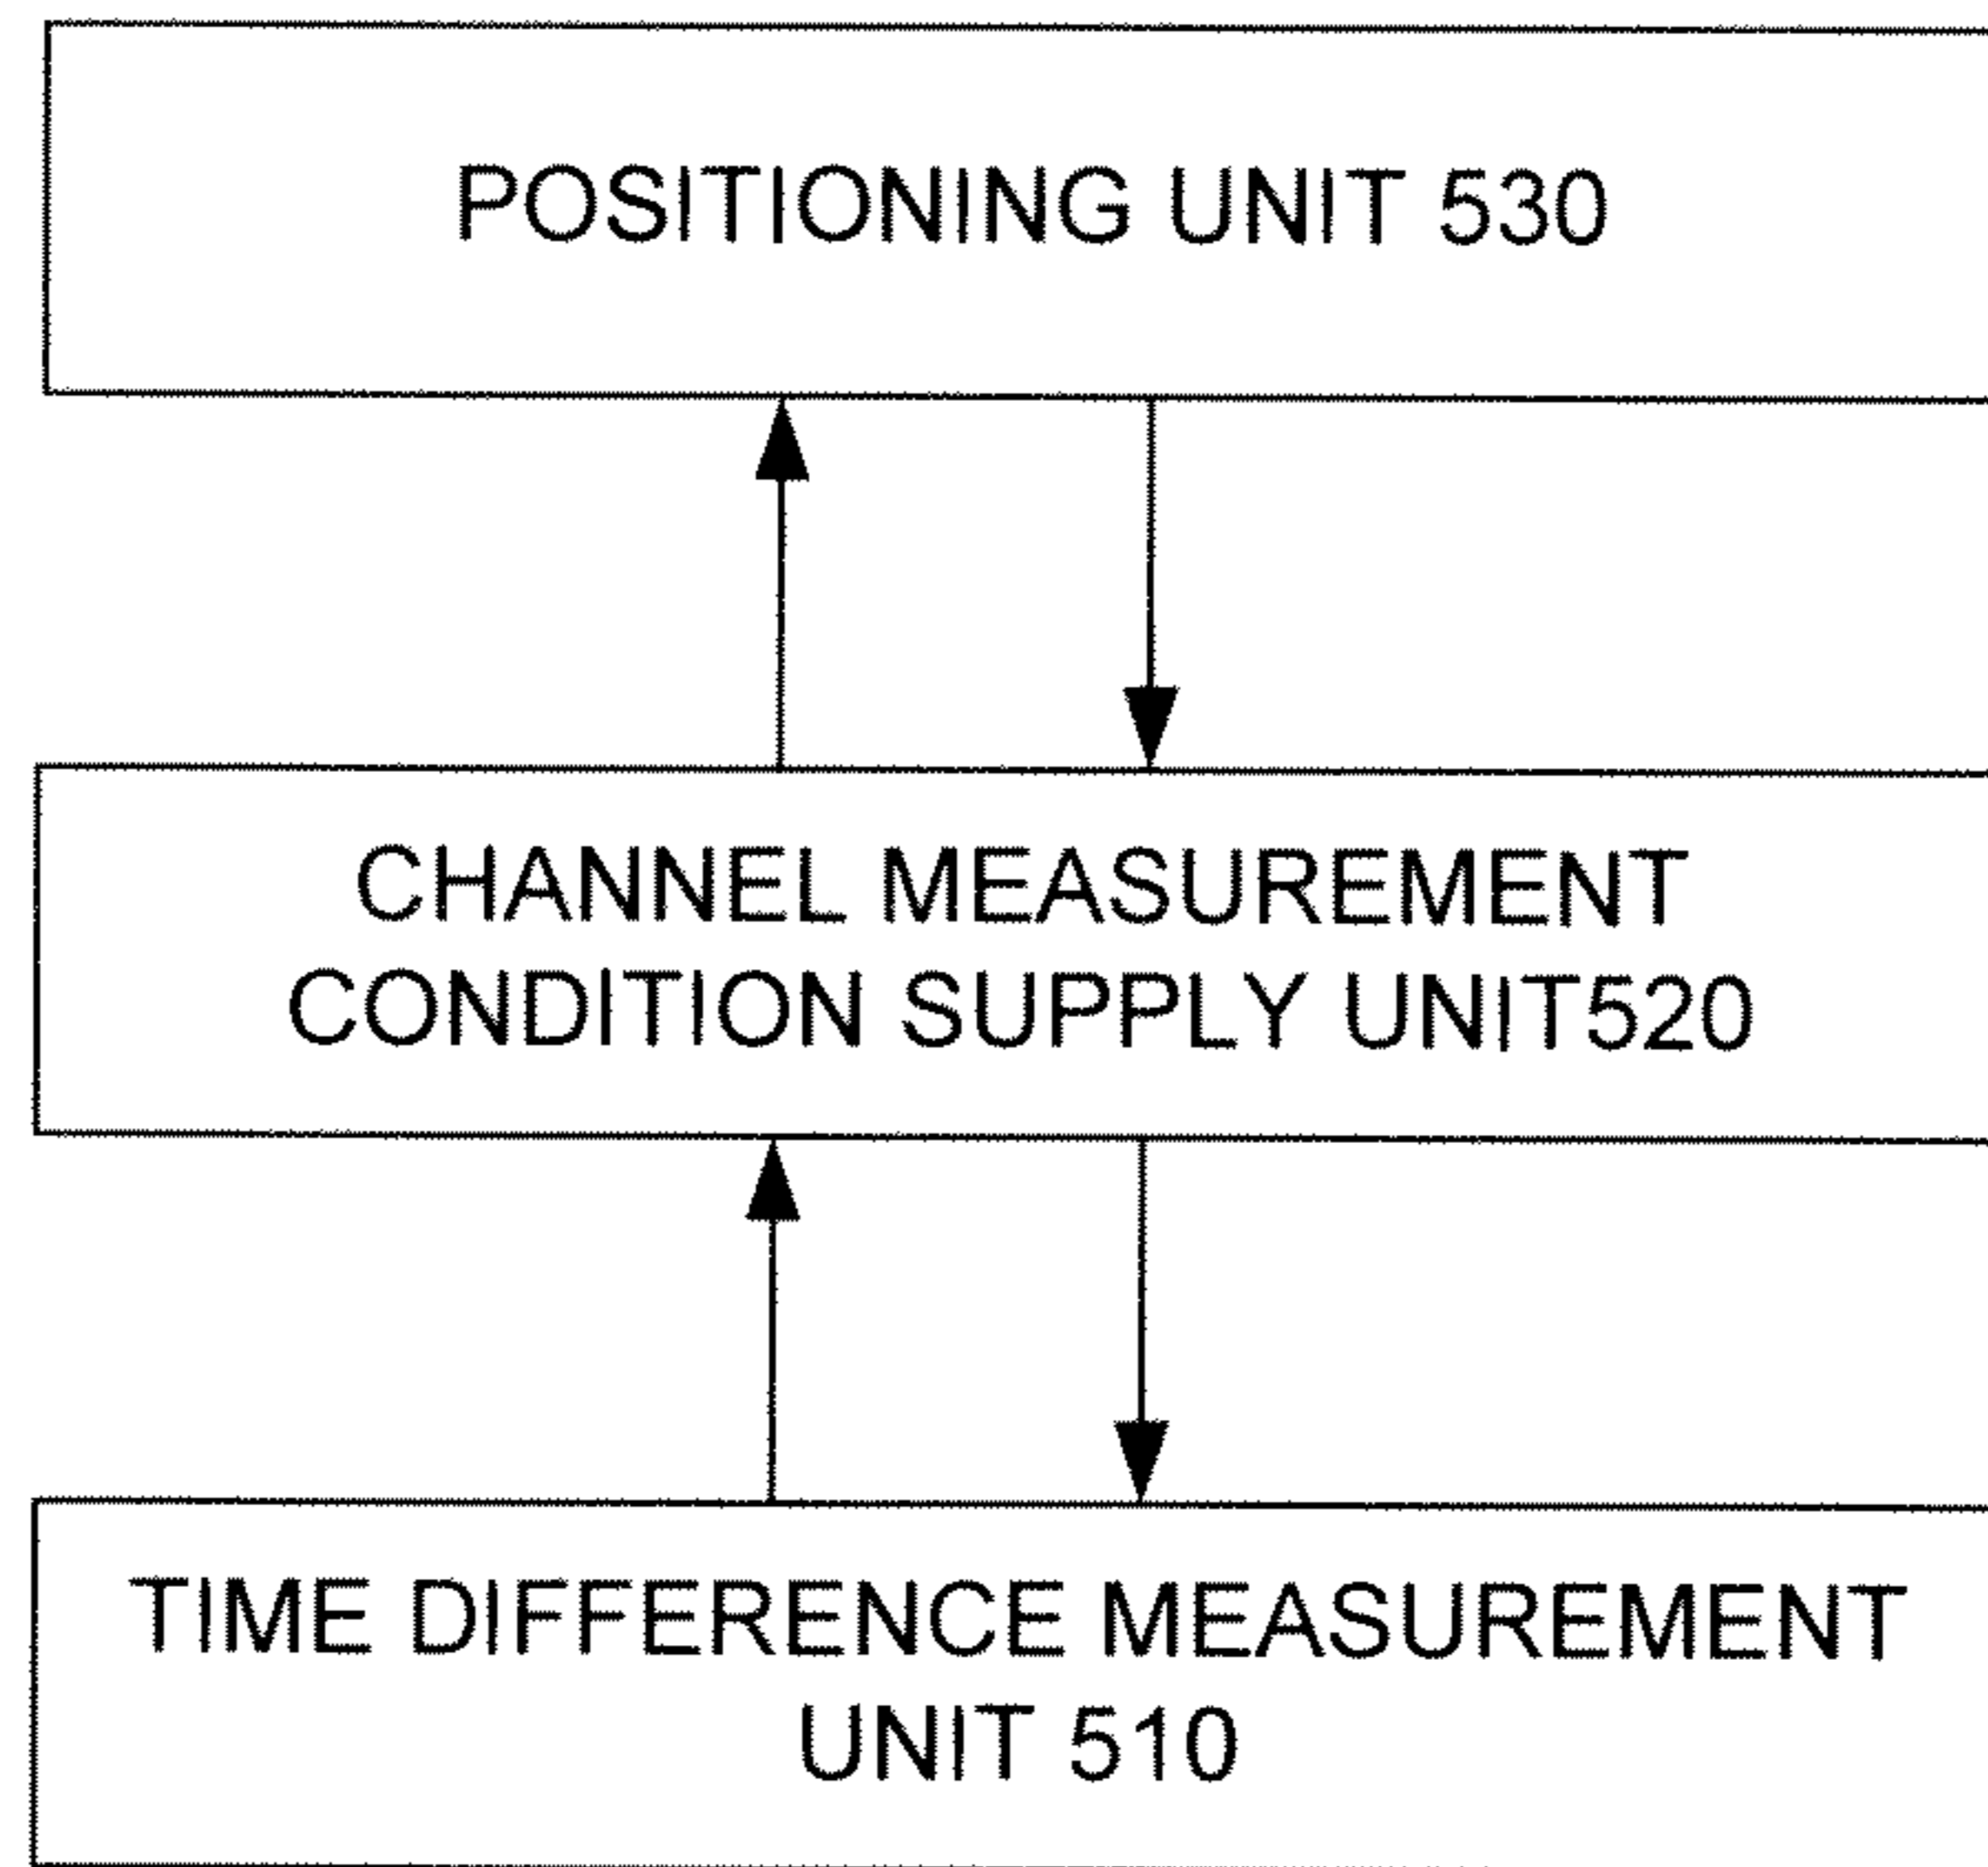 POSITIONING UNIT 530
CHANNEL MEASUREMENT
CONDITION SUPPLY UNIT520
TIME DIFFERENCE MEASUREMENT
UNIT 510